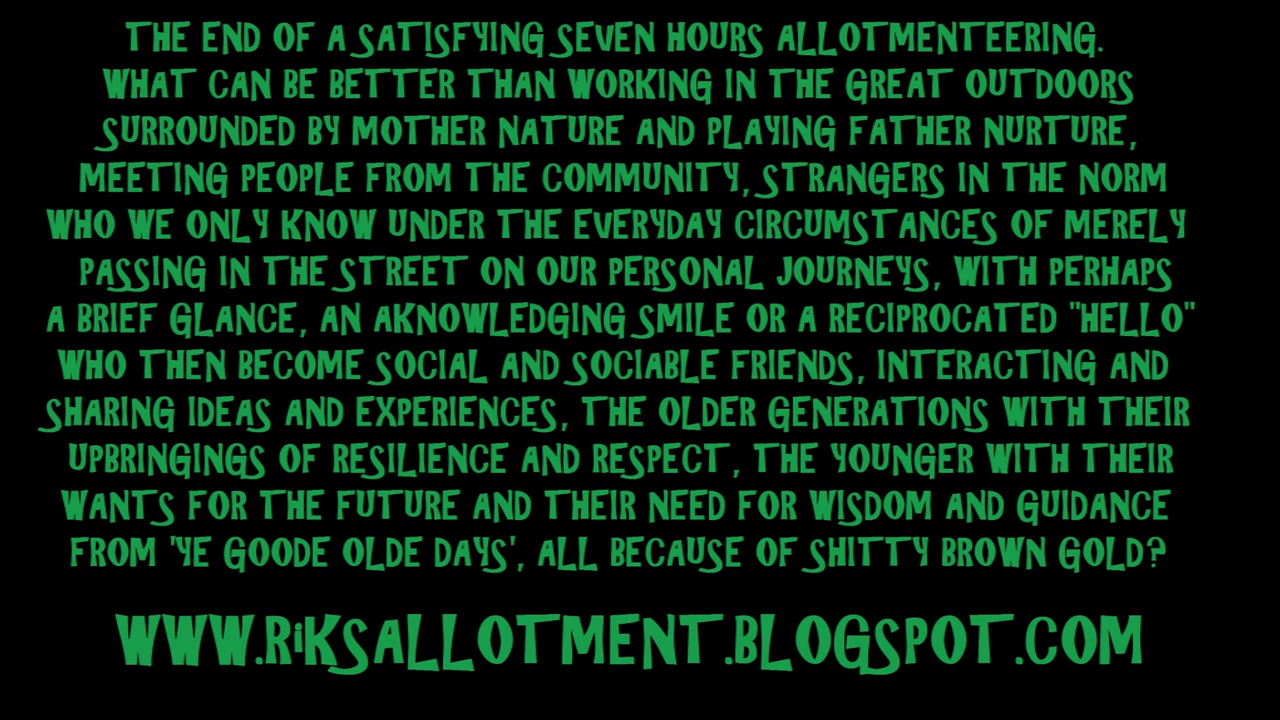 THE END OF A SATISFYING SEVEN HOURS ALLOTMENTEERING.
WHAT CAN BE BETTER THAN WORKING IN THE GREAT OUTDOORS
SURROUNDED BY MOTHER NATURE AND PLAYING FATHER NURTURE,
MEETING PEOPLE FROM THE COMMUNITY, STRANGERS IN THE NORM
WHO WE ONLY KNOW UNDER THE EVERYDAY CIRCUMSTANCES OF MERELY
PASSING IN THE STREET ON OUR PERSONAL JOURNEYS, WITH PERHAPS
A BRIEF GLANCE, AN AKNOWLEDGING SMILE OR A RECIPROCATED "HELLO"
WHO THEN BECOME SOCIAL AND SOCIABLE FRIENDS, INTERACTING AND
SHARING IDEAS AND EXPERIENCES, THE OLDER GENERATIONS WITH THEIR
UPBRINGINGS OF RESILIENCE AND RESPECT, THE YOUNGER WITH THEIR
WANTS FOR THE FUTURE AND THEIR NEED FOR WISDOM AND GUIDANCE
FROM 'YE GOODE OLDE DAYS', ALL BECAUSE OF SHITTY BROWN GOLD?
WWW.RiKSALLOTMENT.BLOGSPOT.COM